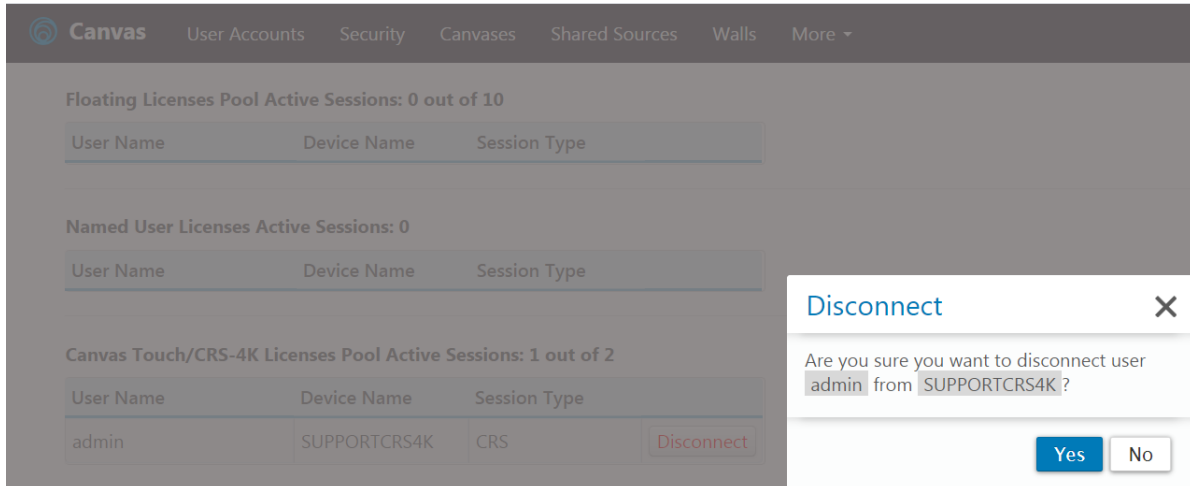 Canvas User Accounts Security Canvases Shared Sources Walls More
Floating Licenses Pool Active Sessions: 0 out of 10
User Name Device Name Session Type
Named User Licenses Active Sessions: 0
User Name Device Name Session Type
Canvas Touch/CRS-4K Licenses Pool Active Sessions: 1 out of 2
User Name Device Name Session Type
admin SUPPORTCRS4K CRS Disconnect
Disconnect
Are you sure you want to disconnect user
admin from SUPPORTCRS4K ?
Yes No